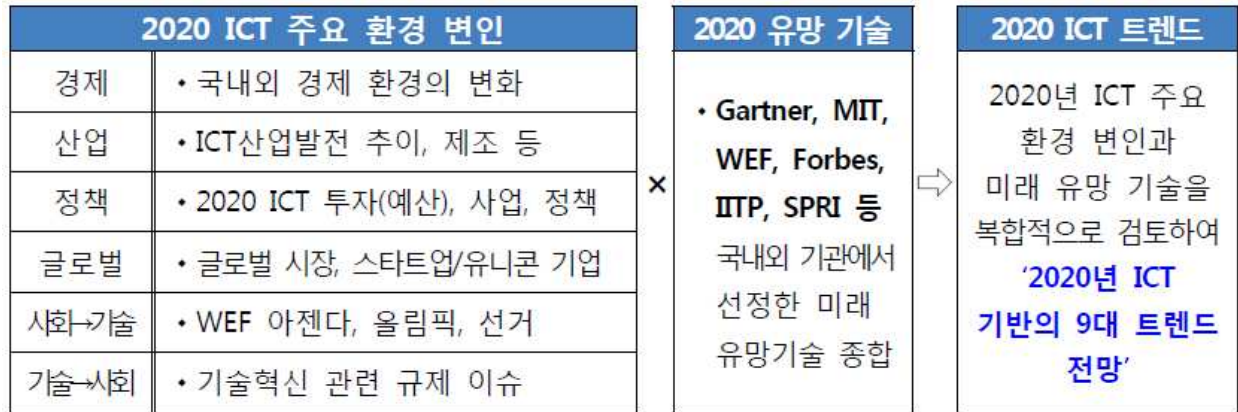 2020 ICT 주요 환경 변인
경제
• 국내외 경제 환경의 변화
산업
• ICT산업발전 추이, 제조 등
정책
• 2020 ICT 투자(예산), 사업, 정책
글로벌
• 글로벌 시장, 스타트업/유니콘 기업
사회→기술
• WEF 아젠다, 올림픽, 선거
기술→사회
• 기술혁신 관련 규제 이슈
×
2020 유망 기술
• Gartner, MIT,
WEF, Forbes,
IITP, SPRI 등
국내외 기관에서
선정한 미래
유망기술 종합
⇨
2020 ICT 트렌드
2020년 ICT 주요
환경 변인과
미래 유망 기술을
복합적으로 검토하여
‘2020년 ICT
기반의 9대 트렌드
전망’